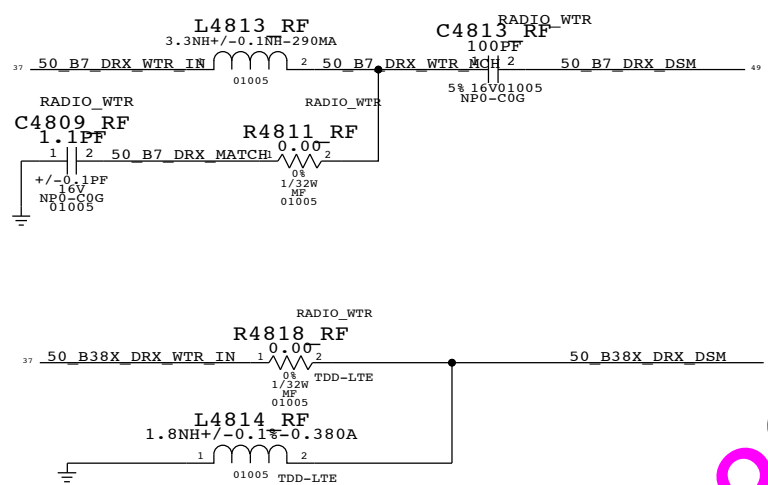 L4813_RF
3.3NH+/-0.1NH-290MA
37 50_B7_DRX_WTR_IN 1 2 50_B7_DRX_WTR_MCH
01005
RADIO_WTR
C4813_RF
100PF
1 2 50_B7_DRX_DSM 49
5% 16V01005
NP0-C0G
RADIO_WTR
C4809_RF
1.1PF
1 2 50_B7_DRX_MATCH
+/-0.1PF
16V
NP0-C0G
01005
RADIO_WTR
R4811_RF
0.00
1 2
0%
1/32W
MF
01005
RADIO_WTR
R4818_RF
0.00
37 50_B38X_DRX_WTR_IN 1 2 50_B38X_DRX_DSM
0%
1/32W
MF
01005
TDD-LTE
L4814_RF
1.8NH+/-0.1%-0.380A
1 2
01005 TDD-LTE